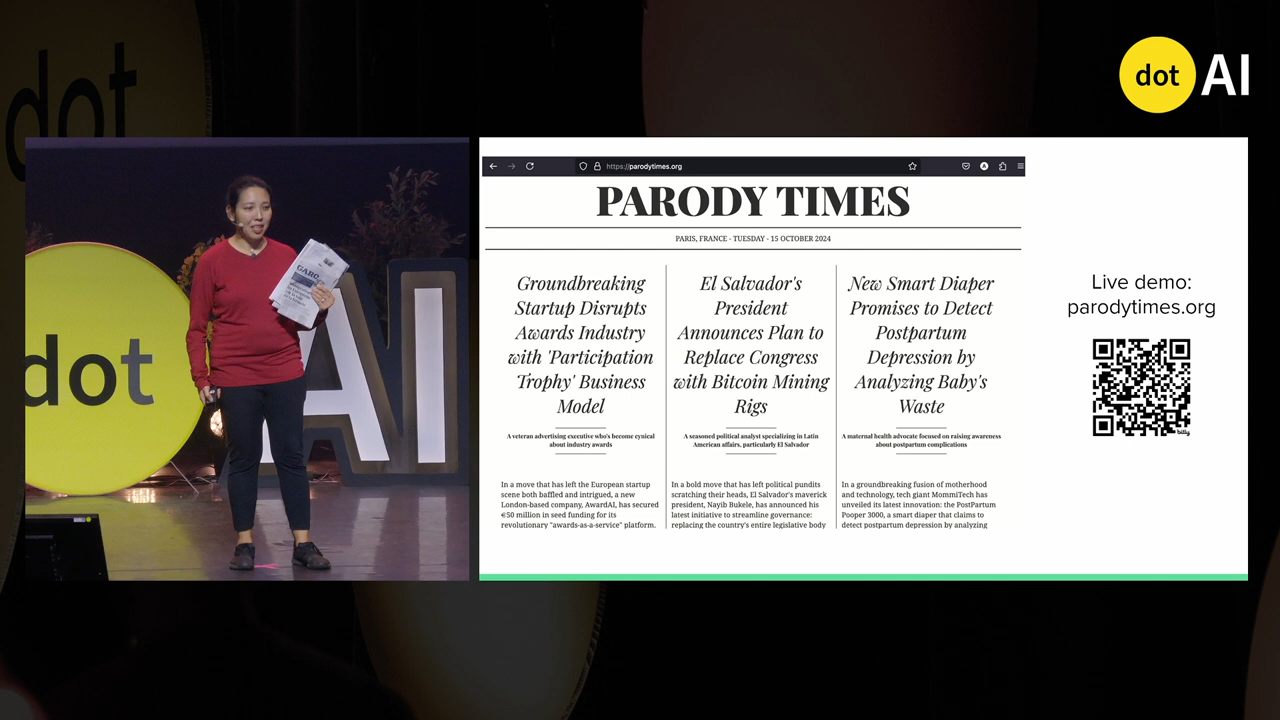 dot
dot AI
dot AI
https://parodytimes.org
PARODY TIMES
PARIS, FRANCE - TUESDAY - 15 OCTOBER 2024
Groundbreaking
Startup Disrupts
Awards Industry
with 'Participation
Trophy' Business
Model
A veteran advertising executive who's become cynical
about industry awards
In a move that has left the European startup
scene both baffled and intrigued, a new
London-based company, AwardAI, has secured
€50 million in seed funding for its
revolutionary "awards-as-a-service" platform.
El Salvador's
President
Announces Plan to
Replace Congress
with Bitcoin Mining
Rigs
A seasoned political analyst specializing in Latin
American affairs, particularly El Salvador
In a bold move that has left political pundits
scratching their heads, El Salvador's maverick
president, Nayib Bukele, has announced his
latest initiative to streamline governance:
replacing the country's entire legislative body
New Smart Diaper
Promises to Detect
Postpartum
Depression by
Analyzing Baby's
Waste
A maternal health advocate focused on raising awareness
about postpartum complications
In a groundbreaking fusion of motherhood
and technology, tech giant MommiTech has
unveiled its latest innovation: the PostPartum
Pooper 3000, a smart diaper that claims to
detect postpartum depression by analyzing
Live demo:
parodytimes.org
bitly